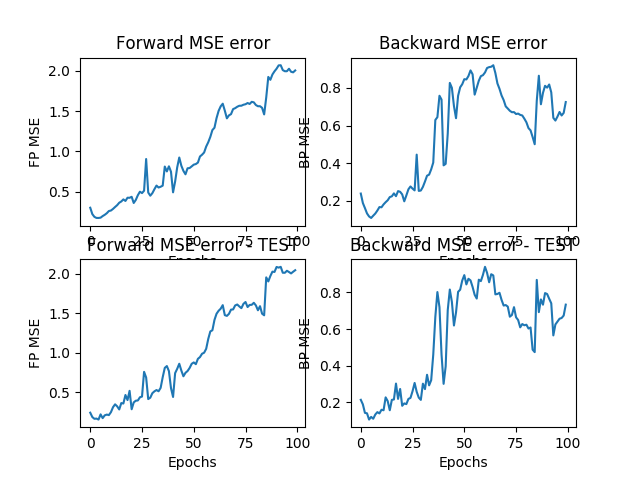 Forward MSE error
Backward MSE error
FP MSE
2.0
1.5
1.0
0.5
0 25 50 75 100
Epochs
BP MSE
0.8
0.6
0.4
0.2
0 25 50 75 100
Forward MSE error - TEST
Backward MSE error - TEST
FP MSE
2.0
1.5
1.0
0.5
0 25 50 75 100
Epochs
BP MSE
0.8
0.6
0.4
0.2
0 25 50 75 100
Epochs